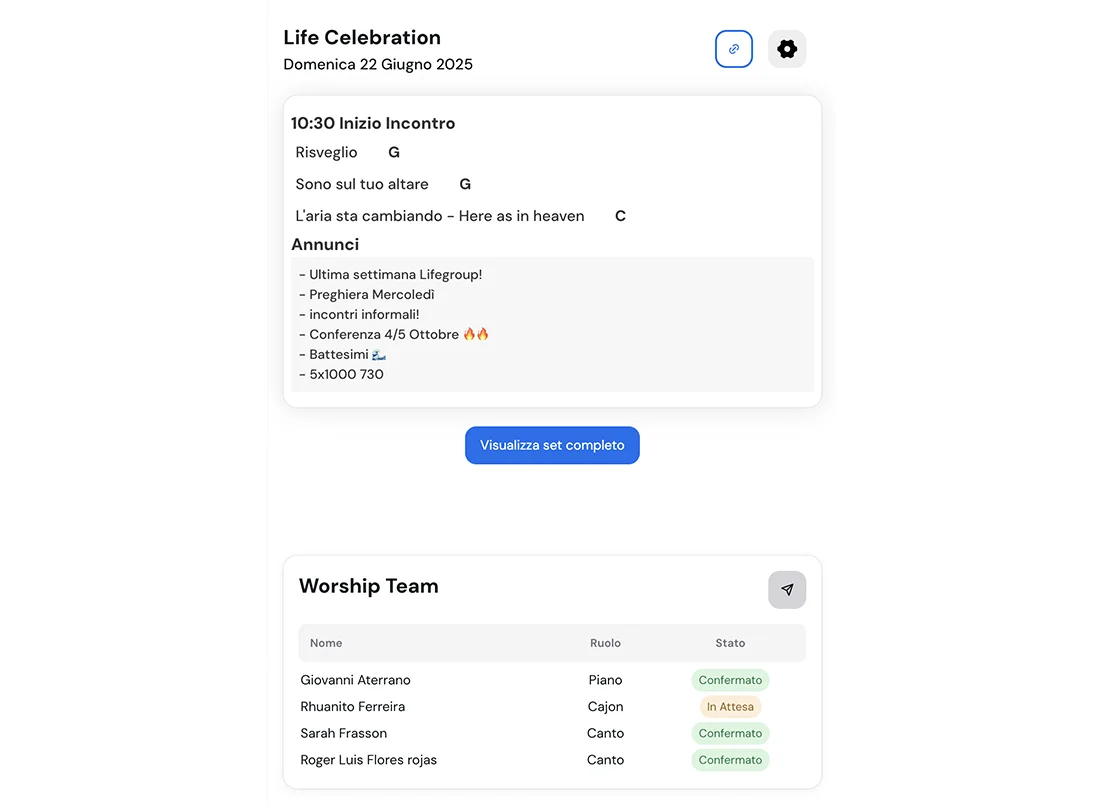 Life Celebration
Domenica 22 Giugno 2025
10:30 Inizio Incontro
Risveglio G
Sono sul tuo altare G
L'aria sta cambiando - Here as in heaven C
Annunci
- Ultima settimana Lifegroup!
- Preghiera Mercoledì
- incontri informali!
- Conferenza 4/5 Ottobre 🔥🔥
- Battesimi 🌊
- 5x1000 730
Visualizza set completo
Worship Team
Nome Ruolo Stato
Giovanni Aterrano Piano Confermato
Rhuanito Ferreira Cajon In Attesa
Sarah Frasson Canto Confermato
Roger Luis Flores rojas Canto Confermato